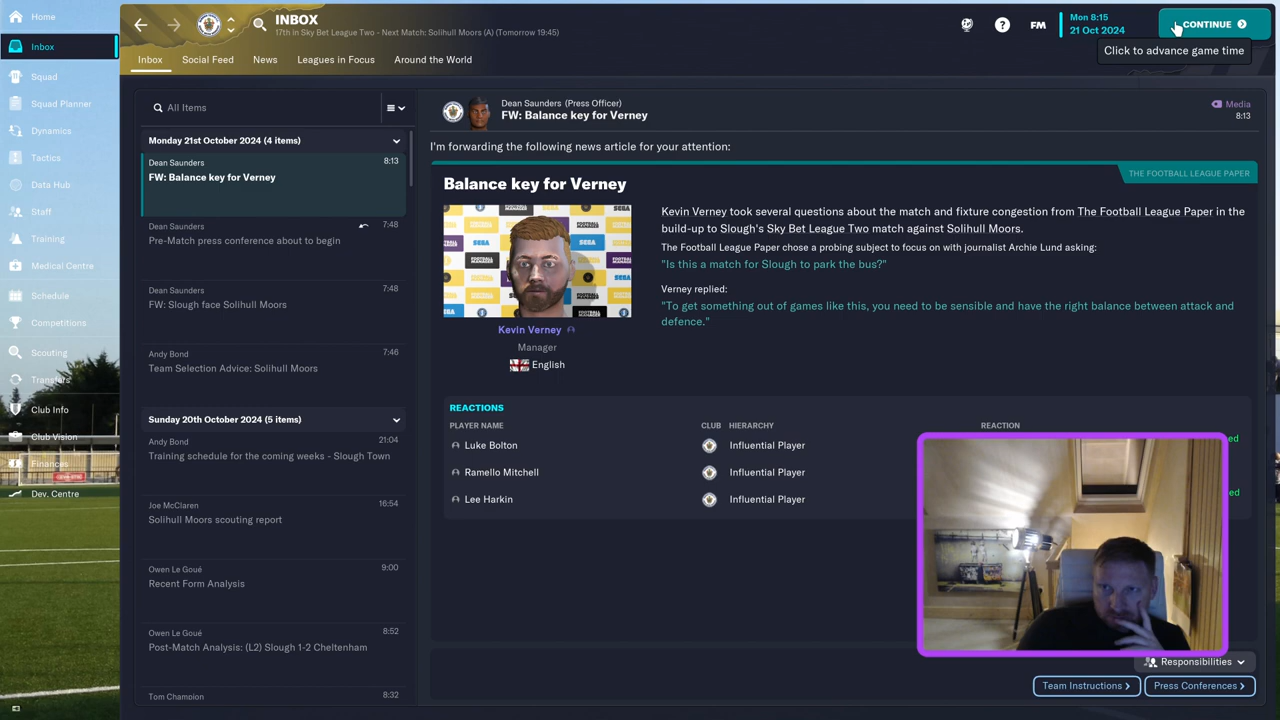 Home
Inbox
Squad
Squad Planner
Dynamics
Tactics
Data Hub
Staff
Training
Medical Centre
Schedule
Competitions
Scouting
Transfers
Club Info
Club Vision
Finances
Dev. Centre
INBOX
17th in Sky Bet League Two - Next Match: Solihull Moors (A) (Tomorrow 19:45)
FM
Mon 8:15
21 Oct 2024
CONTINUE
Click to advance game time
Inbox
Social Feed
News
Leagues in Focus
Around the World
All Items
Monday 21st October 2024 (4 items)
Dean Saunders 8:13
FW: Balance key for Verney
Dean Saunders 7:48
Pre-Match press conference about to begin
Dean Saunders 7:48
FW: Slough face Solihull Moors
Andy Bond 7:46
Team Selection Advice: Solihull Moors
Sunday 20th October 2024 (5 items)
Andy Bond 21:04
Training schedule for the coming weeks - Slough Town
Joe McClaren 16:54
Solihull Moors scouting report
Owen Le Goué 9:00
Recent Form Analysis
Owen Le Goué 8:52
Post-Match Analysis: (L2) Slough 1-2 Cheltenham
Tom Champion 8:32
Dean Saunders (Press Officer)
FW: Balance key for Verney
Media
8:13
I'm forwarding the following news article for your attention:
THE FOOTBALL LEAGUE PAPER
Balance key for Verney
Kevin Verney
Manager
English
Kevin Verney took several questions about the match and fixture congestion from The Football League Paper in the
build-up to Slough's Sky Bet League Two match against Solihull Moors.
The Football League Paper chose a probing subject to focus on with journalist Archie Lund asking:
"Is this a match for Slough to park the bus?"
Verney replied:
"To get something out of games like this, you need to be sensible and have the right balance between attack and
defence."
REACTIONS
PLAYER NAME CLUB HIERARCHY REACTION
Luke Bolton Influential Player
Ramello Mitchell Influential Player
Lee Harkin Influential Player
Responsibilities
Team Instructions
Press Conferences